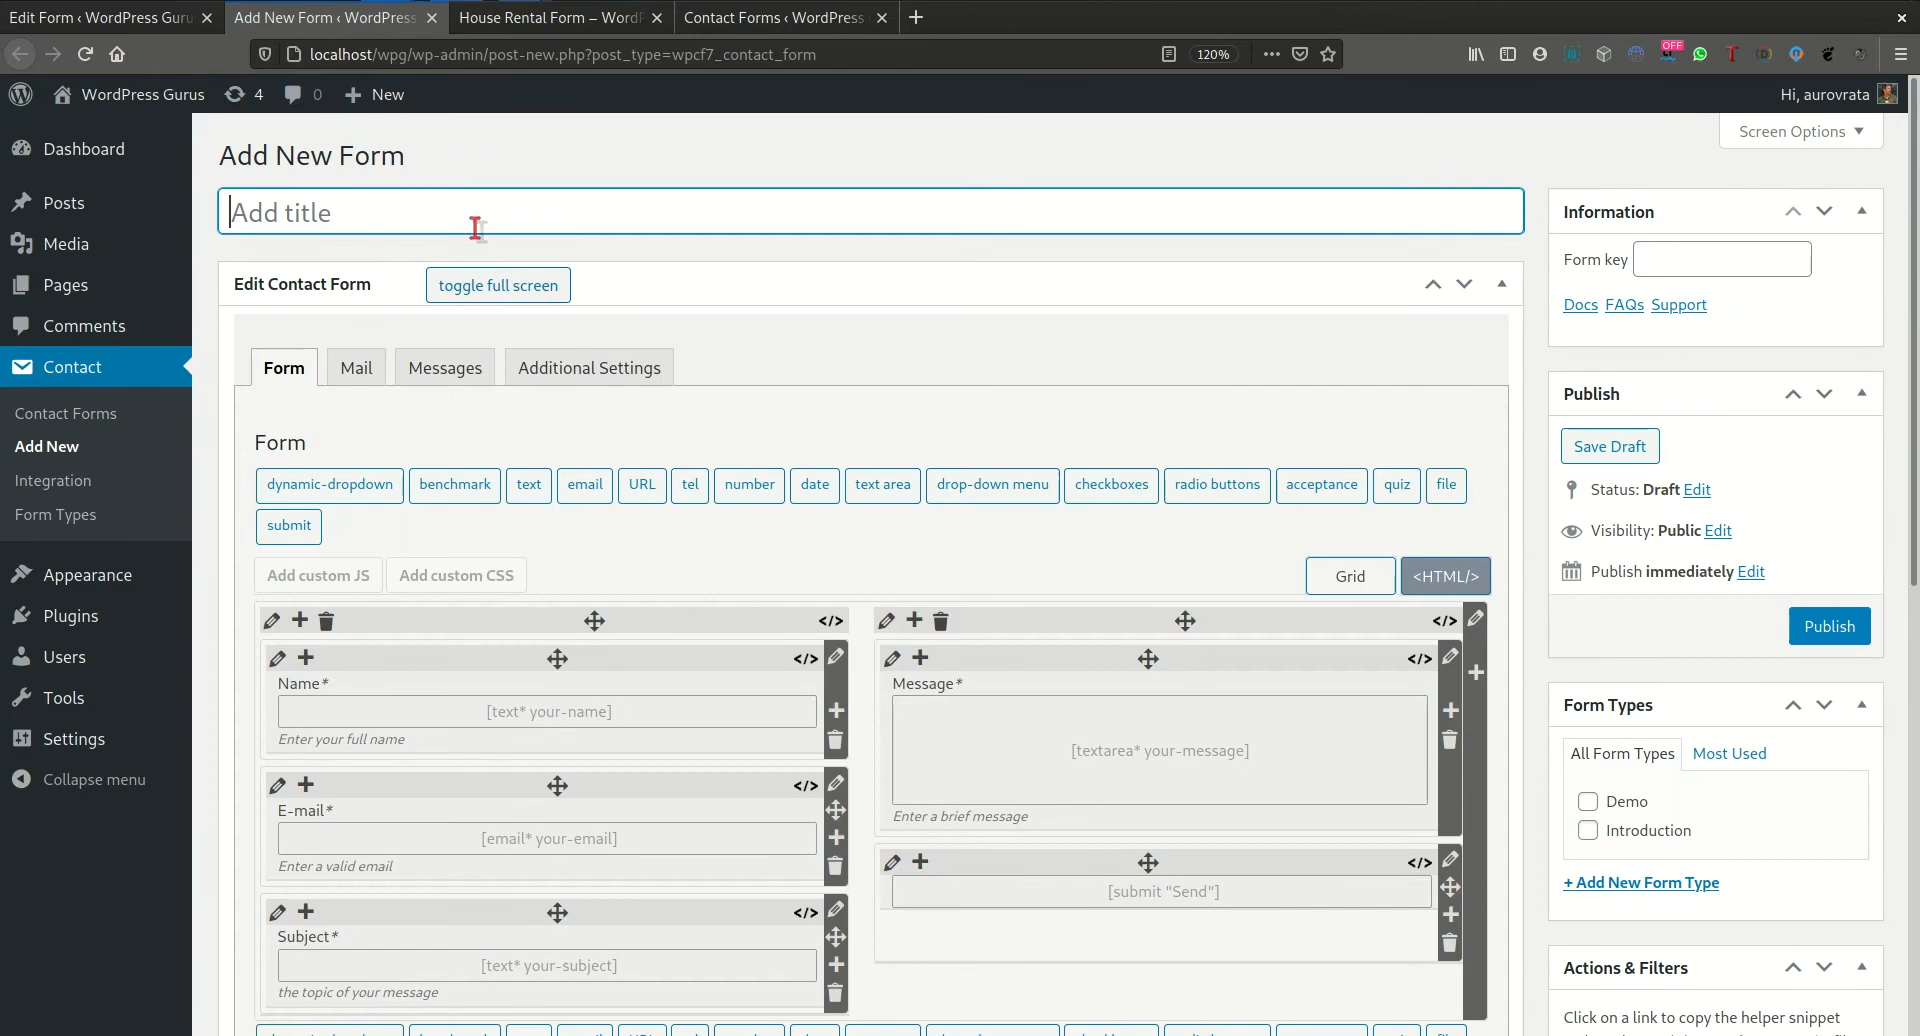 Edit Form ‹ WordPress Guru
Add New Form ‹ WordPress
House Rental Form – WordP
Contact Forms ‹ WordPress
localhost/wpg/wp-admin/post-new.php?post_type=wpcf7_contact_form
120%
OFF
WordPress Gurus
4
0
New
Hi, aurovrata
Screen Options
Dashboard
Posts
Media
Pages
Comments
Contact
Contact Forms
Add New
Integration
Form Types
Appearance
Plugins
Users
Tools
Settings
Collapse menu
Add New Form
Add title
Edit Contact Form
toggle full screen
Form
Mail
Messages
Additional Settings
Form
dynamic-dropdown
benchmark
text
email
URL
tel
number
date
text area
drop-down menu
checkboxes
radio buttons
acceptance
quiz
file
submit
Add custom JS
Add custom CSS
Grid
<HTML/>
</>
</>
Name*
[text* your-name]
Enter your full name
</>
E-mail*
[email* your-email]
Enter a valid email
</>
Subject*
[text* your-subject]
the topic of your message
</>
</>
Message*
[textarea* your-message]
Enter a brief message
</>
[submit "Send"]
Information
Form key
Docs FAQs Support
Publish
Save Draft
Status: Draft Edit
Visibility: Public Edit
Publish immediately Edit
Publish
Form Types
All Form Types
Most Used
Demo
Introduction
+ Add New Form Type
Actions & Filters
Click on a link to copy the helper snippet